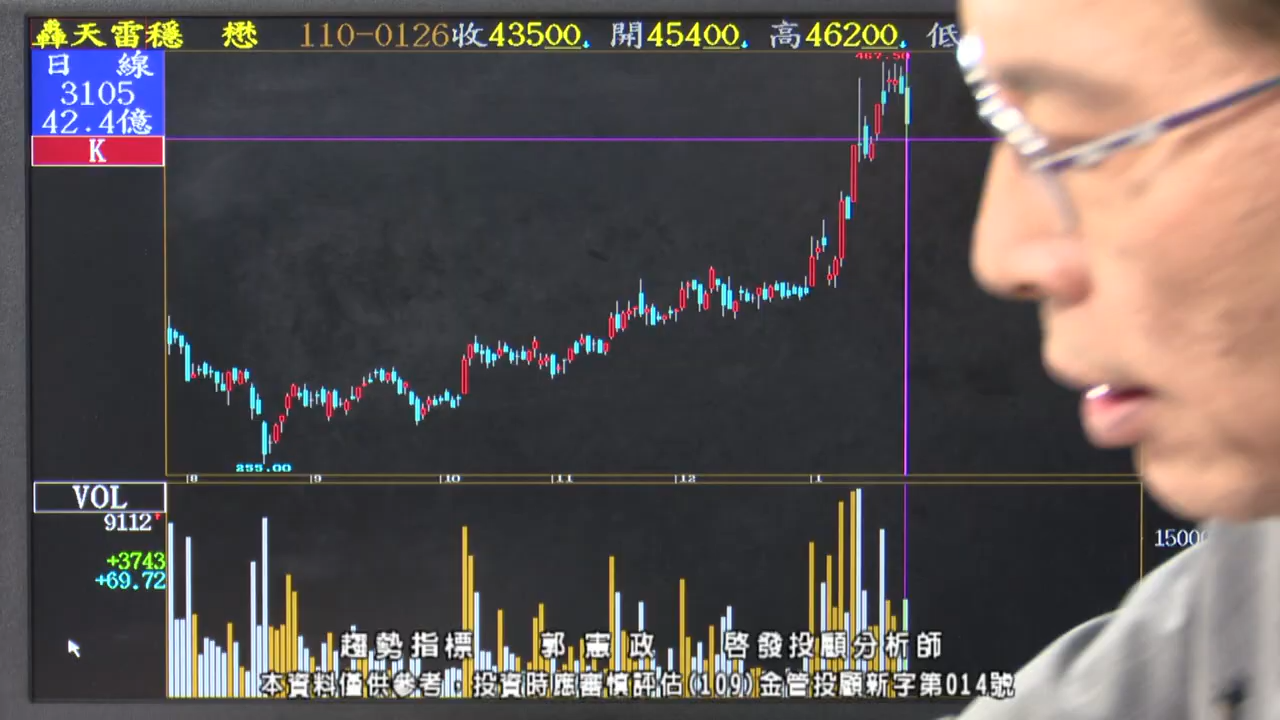 轟天雷穩 懋 110-0126收43500 開45400 高46200 低
日 線
3105
42.4億
K
467.50
255.00
8 9 10 11 12 1
VOL
9112
+3743
+69.72
15000
趨勢指標 郭憲政 啓發投顧分析師
本資料僅供參考，投資時應審慎評估(109)金管投顧新字第014號